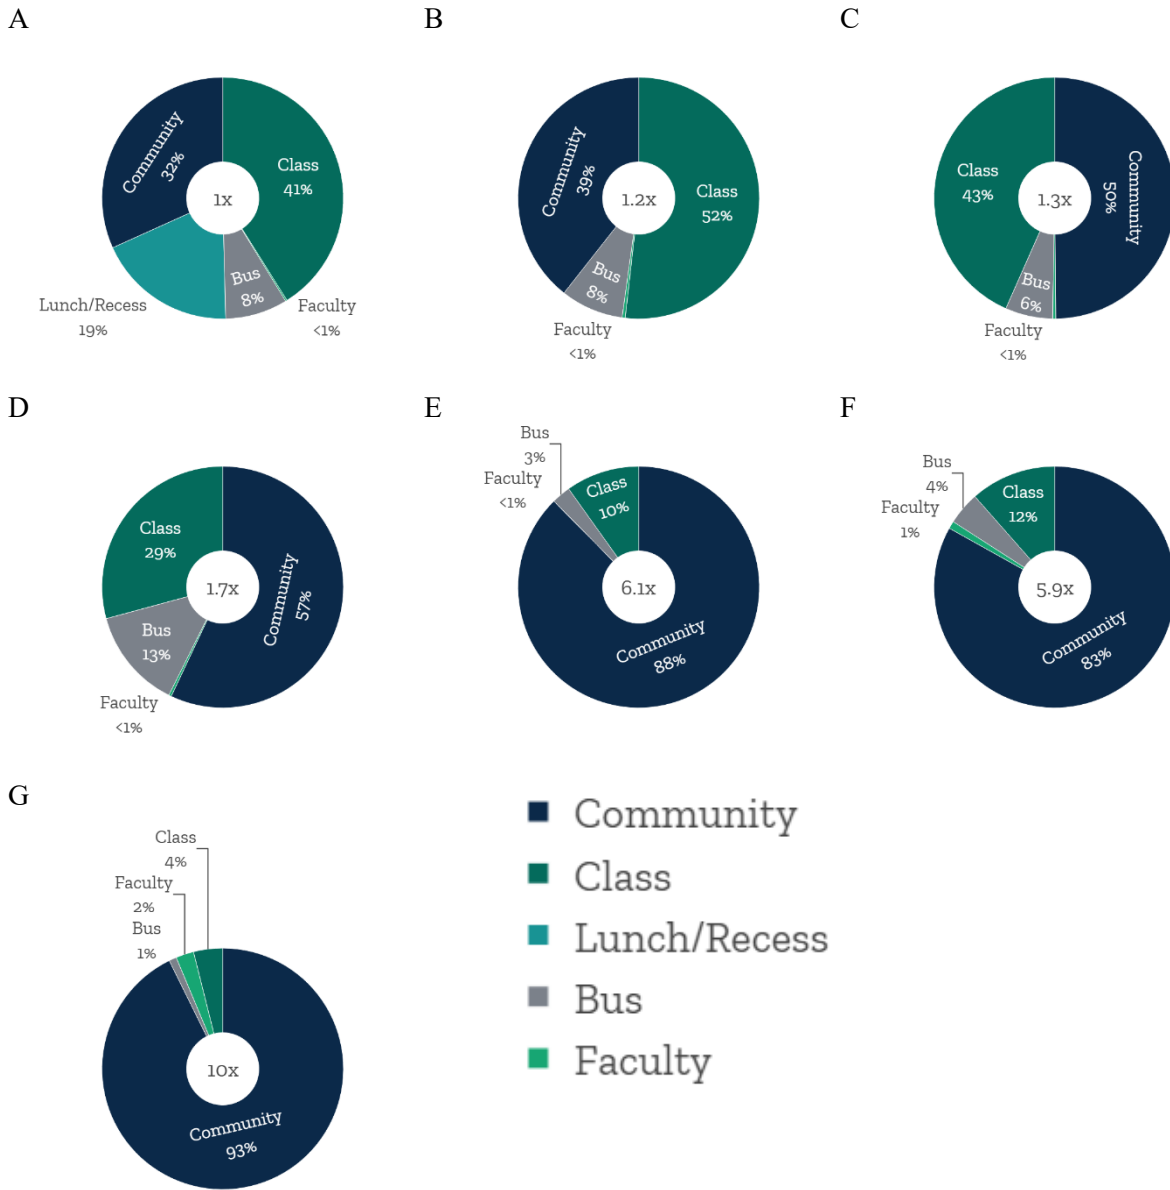 A
Community
32%
Class
41%
1x
Bus
8%
Lunch/Recess
19%
Faculty
<1%
B
Community
39%
Class
52%
1.2x
Bus
8%
Faculty
<1%
C
Class
43%
Community
50%
1.3x
Bus
6%
Faculty
<1%
D
Class
29%
Community
57%
1.7x
Bus
13%
Faculty
<1%
E
Bus
3%
Faculty
<1%
Class
10%
6.1x
Community
88%
F
Bus
4%
Faculty
1%
Class
12%
5.9x
Community
83%
G
Class
4%
Faculty
2%
Bus
1%
10x
Community
93%
Community
Class
Lunch/Recess
Bus
Faculty